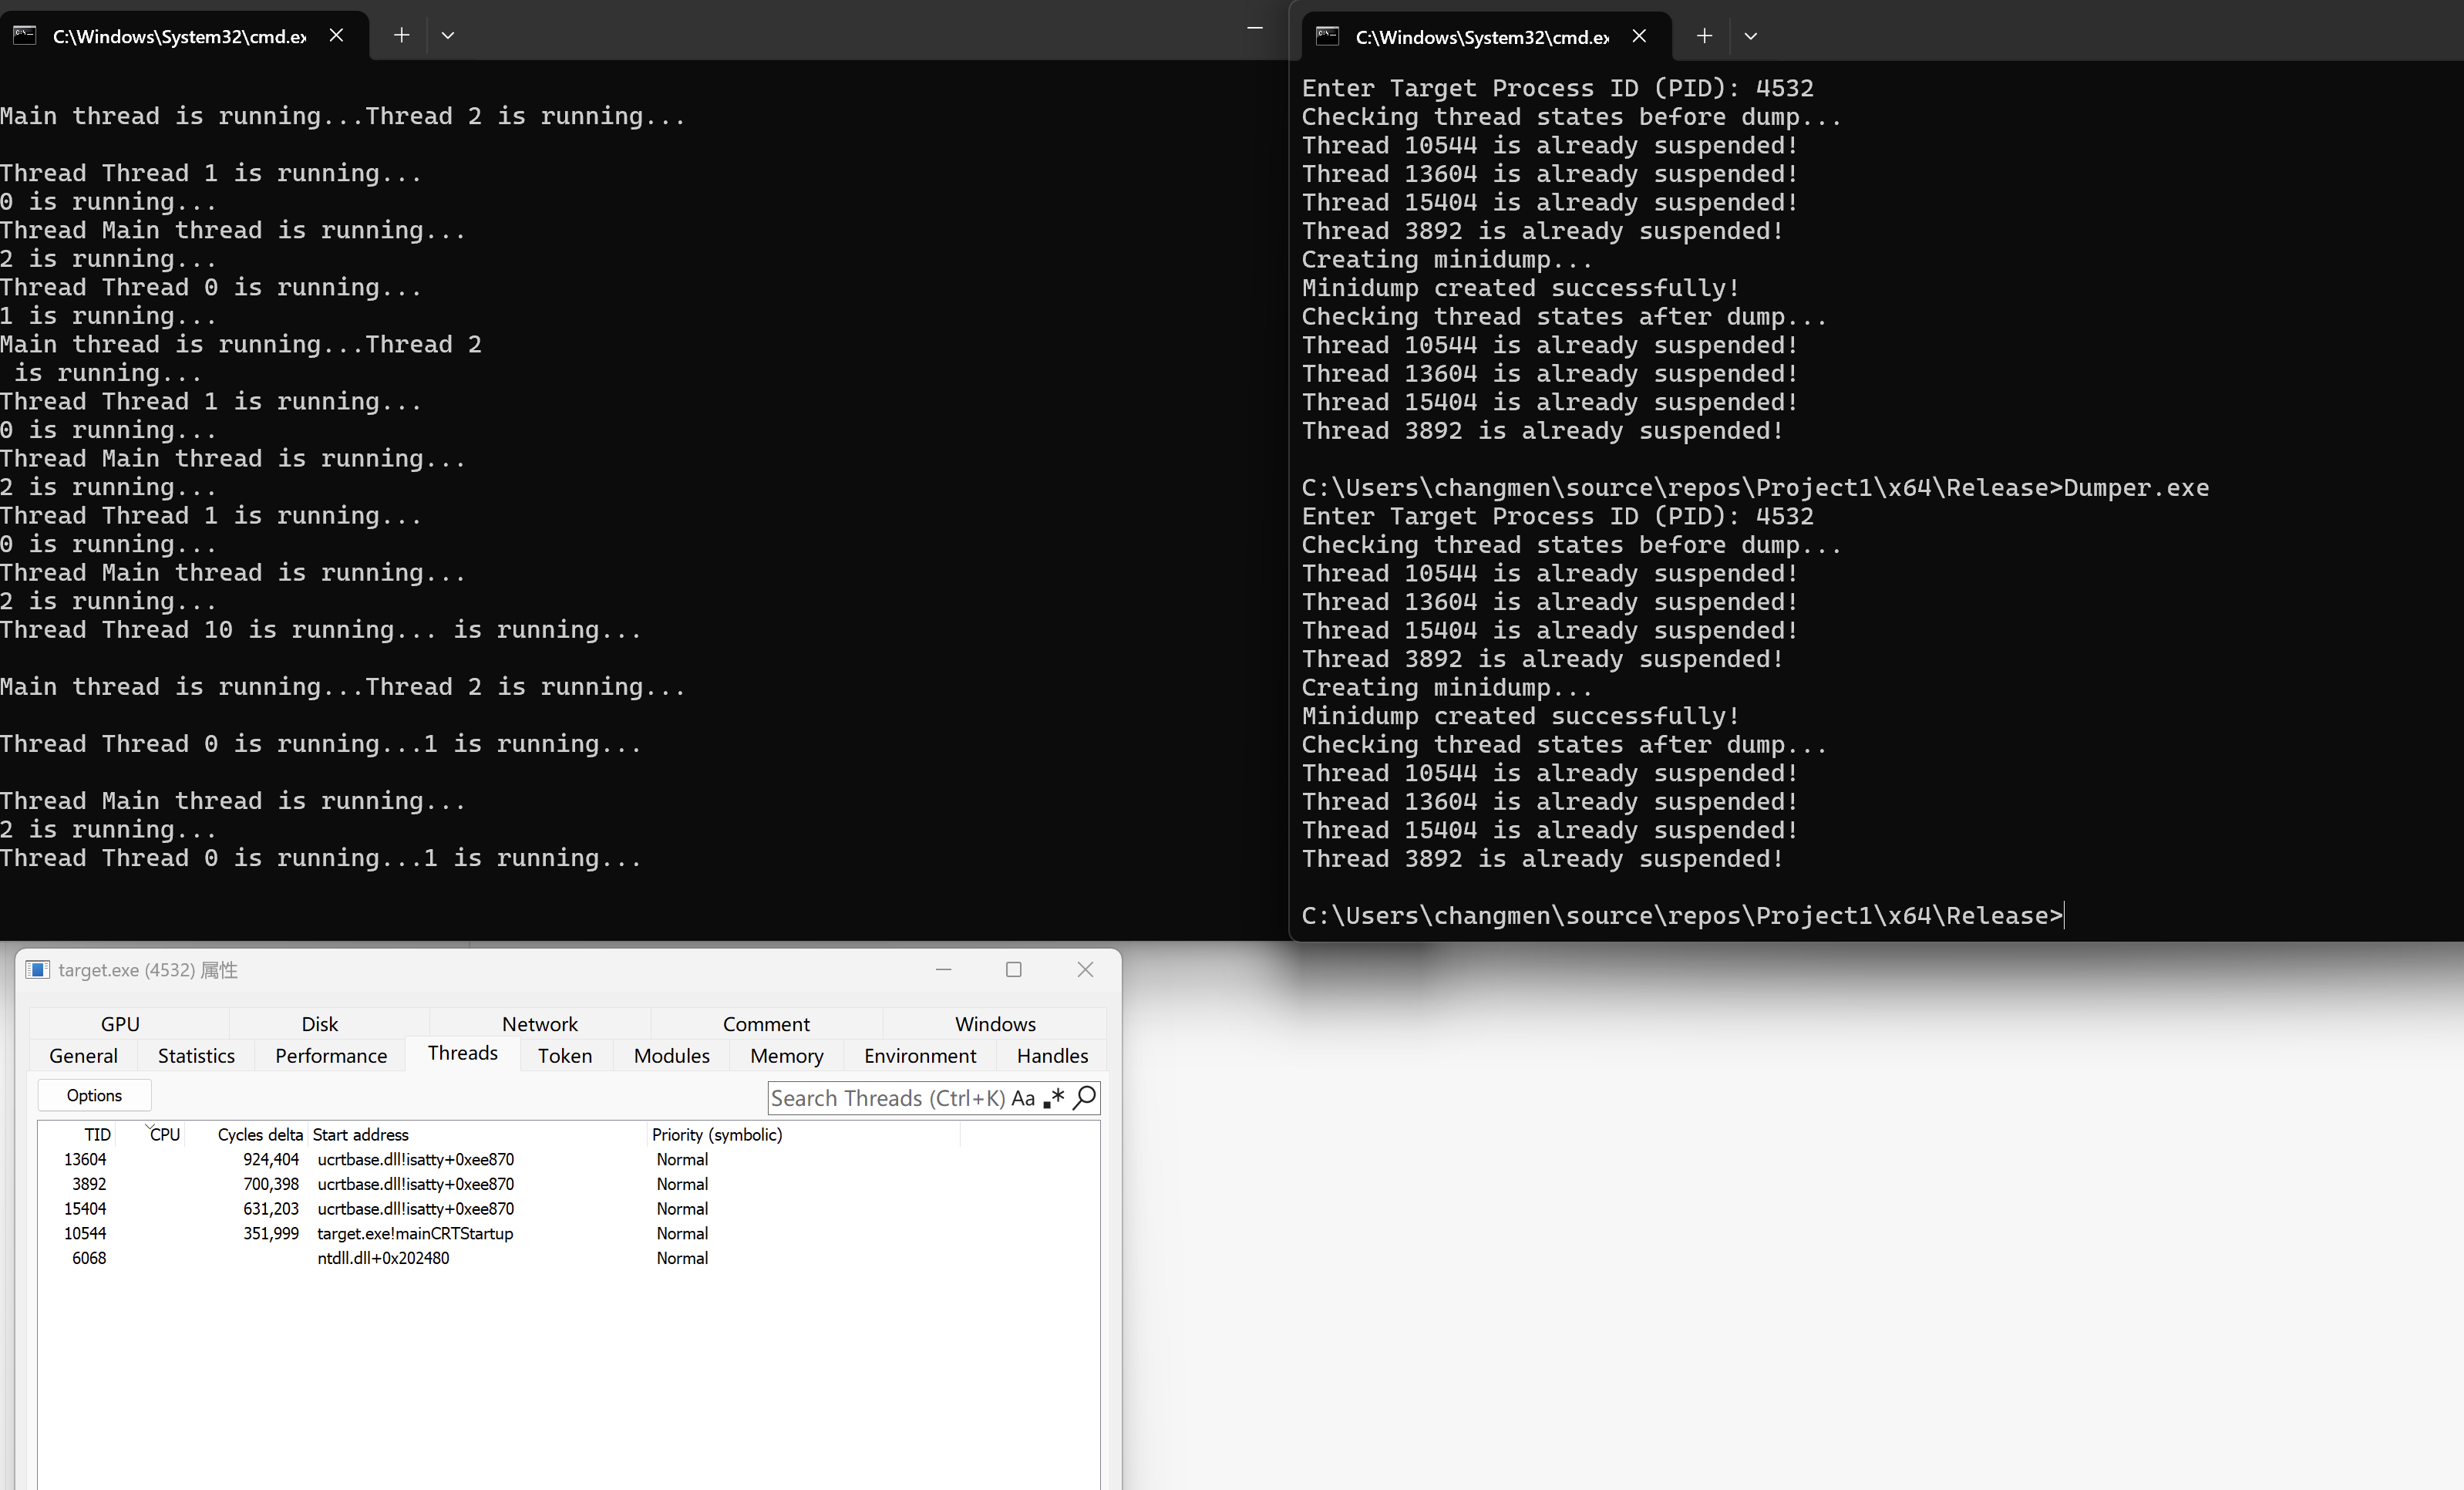 C:\Windows\System32\cmd.ex
Main thread is running...Thread 2 is running...
Thread Thread 1 is running...
0 is running...
Thread Main thread is running...
2 is running...
Thread Thread 0 is running...
1 is running...
Main thread is running...Thread 2
 is running...
Thread Thread 1 is running...
0 is running...
Thread Main thread is running...
2 is running...
Thread Thread 1 is running...
0 is running...
Thread Main thread is running...
2 is running...
Thread Thread 10 is running... is running...
Main thread is running...Thread 2 is running...
Thread Thread 0 is running...1 is running...
Thread Main thread is running...
2 is running...
Thread Thread 0 is running...1 is running...
C:\Windows\System32\cmd.ex
Enter Target Process ID (PID): 4532
Checking thread states before dump...
Thread 10544 is already suspended!
Thread 13604 is already suspended!
Thread 15404 is already suspended!
Thread 3892 is already suspended!
Creating minidump...
Minidump created successfully!
Checking thread states after dump...
Thread 10544 is already suspended!
Thread 13604 is already suspended!
Thread 15404 is already suspended!
Thread 3892 is already suspended!
C:\Users\changmen\source\repos\Project1\x64\Release>Dumper.exe
Enter Target Process ID (PID): 4532
Checking thread states before dump...
Thread 10544 is already suspended!
Thread 13604 is already suspended!
Thread 15404 is already suspended!
Thread 3892 is already suspended!
Creating minidump...
Minidump created successfully!
Checking thread states after dump...
Thread 10544 is already suspended!
Thread 13604 is already suspended!
Thread 15404 is already suspended!
Thread 3892 is already suspended!
C:\Users\changmen\source\repos\Project1\x64\Release>
target.exe (4532) 属性
GPU Disk Network Comment Windows
General Statistics Performance Threads Token Modules Memory Environment Handles
Options Search Threads (Ctrl+K) Aa .*
TID CPU Cycles delta Start address Priority (symbolic)
13604 924,404 ucrtbase.dll!isatty+0xee870 Normal
3892 700,398 ucrtbase.dll!isatty+0xee870 Normal
15404 631,203 ucrtbase.dll!isatty+0xee870 Normal
10544 351,999 target.exe!mainCRTStartup Normal
6068 ntdll.dll+0x202480 Normal